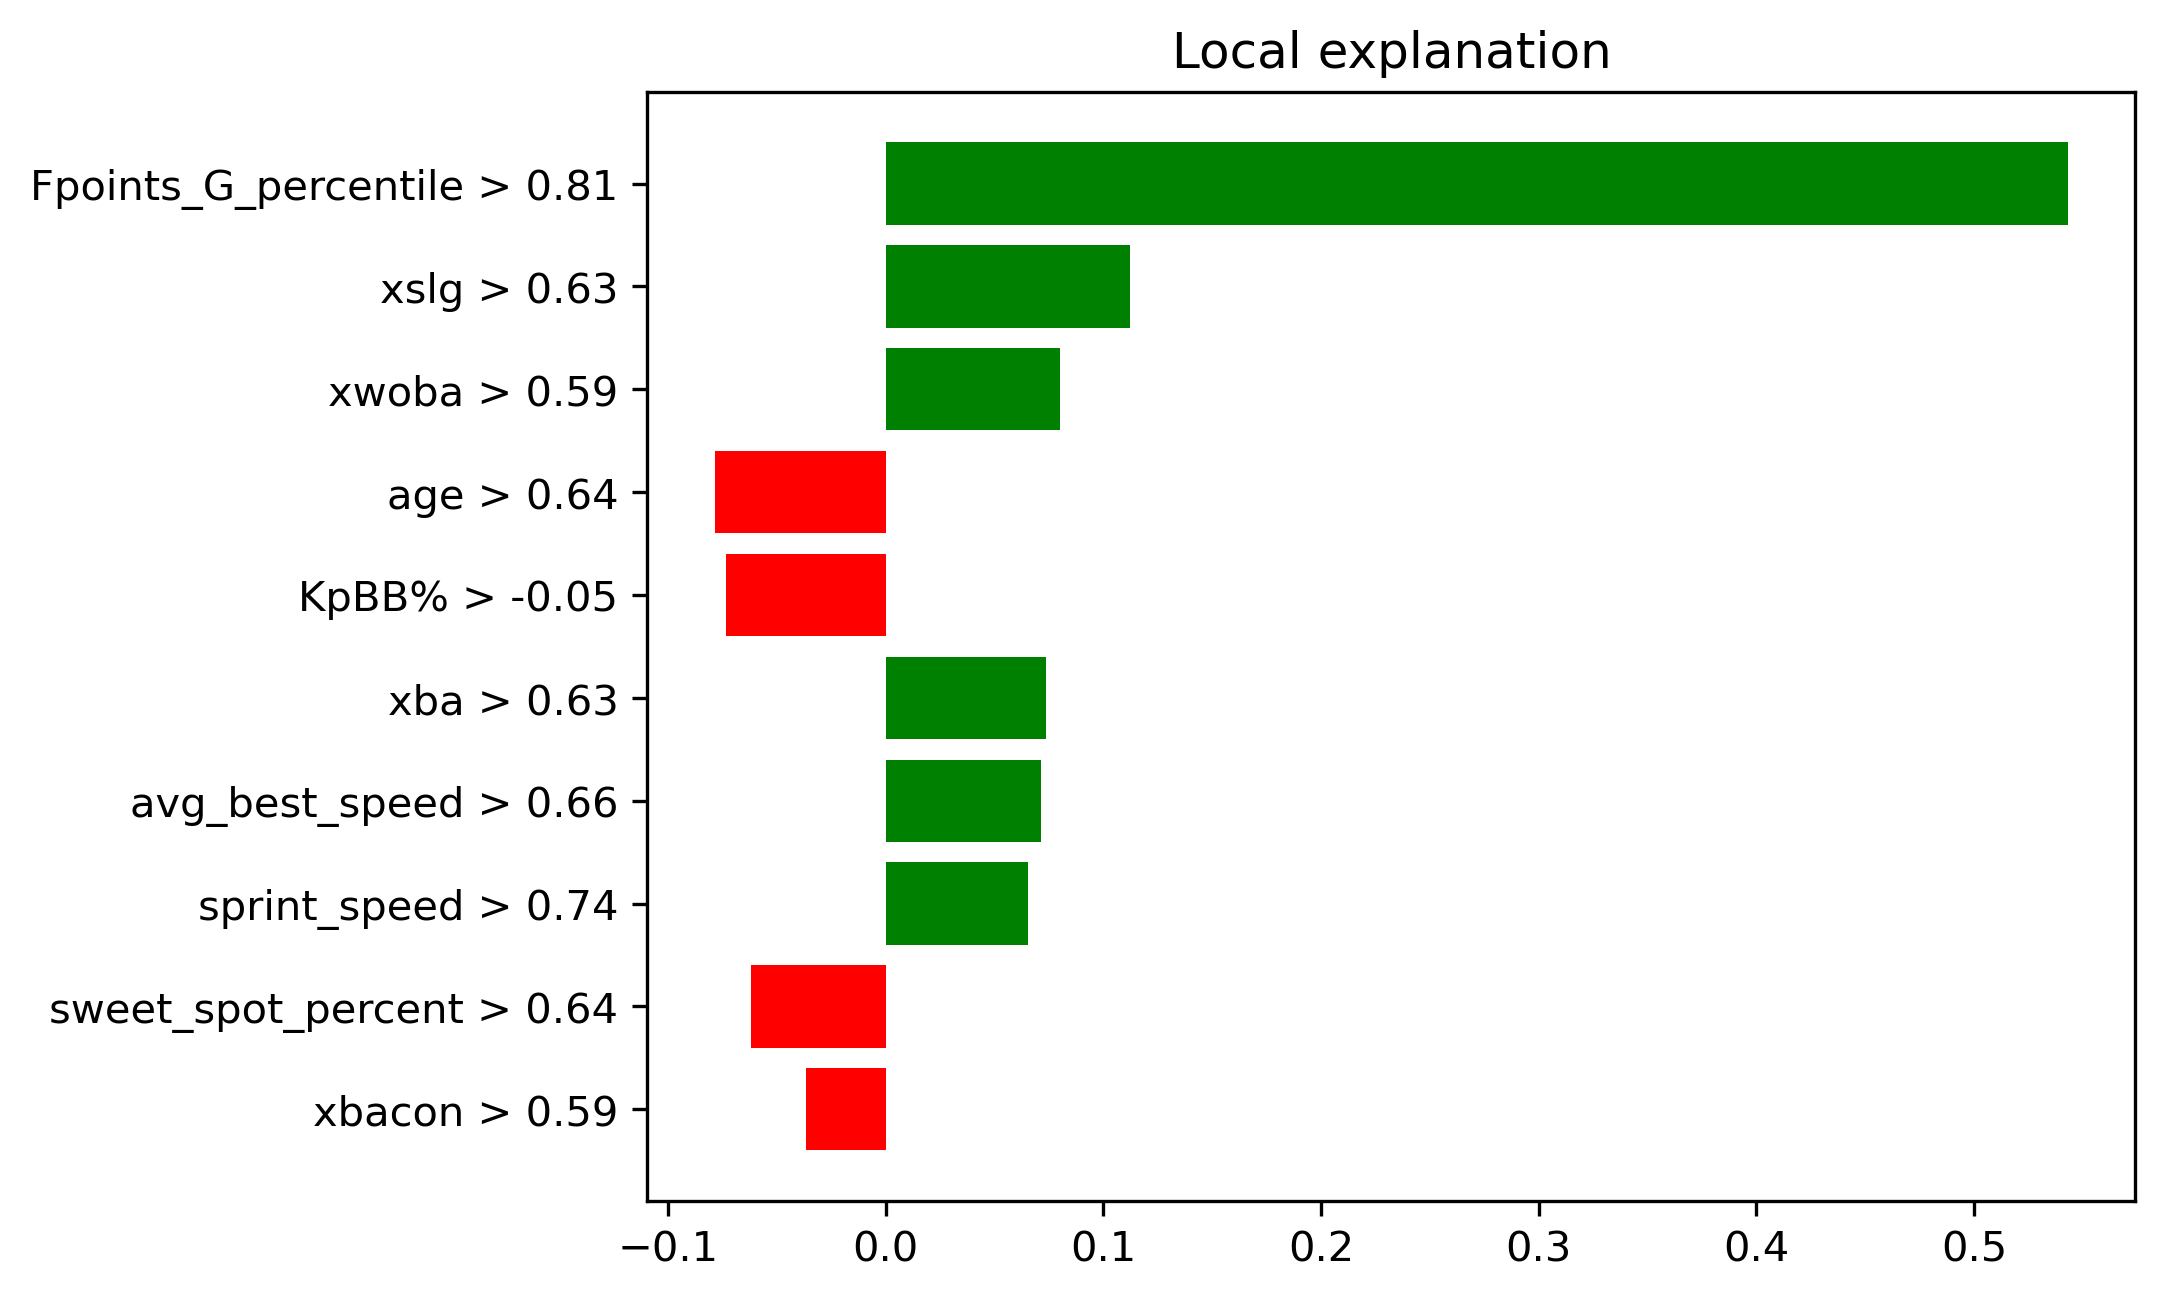 Local explanation
Fpoints_G_percentile > 0.81
xslg > 0.63
xwoba > 0.59
age > 0.64
KpBB% > -0.05
xba > 0.63
avg_best_speed > 0.66
sprint_speed > 0.74
sweet_spot_percent > 0.64
xbacon > 0.59
−0.1 0.0 0.1 0.2 0.3 0.4 0.5